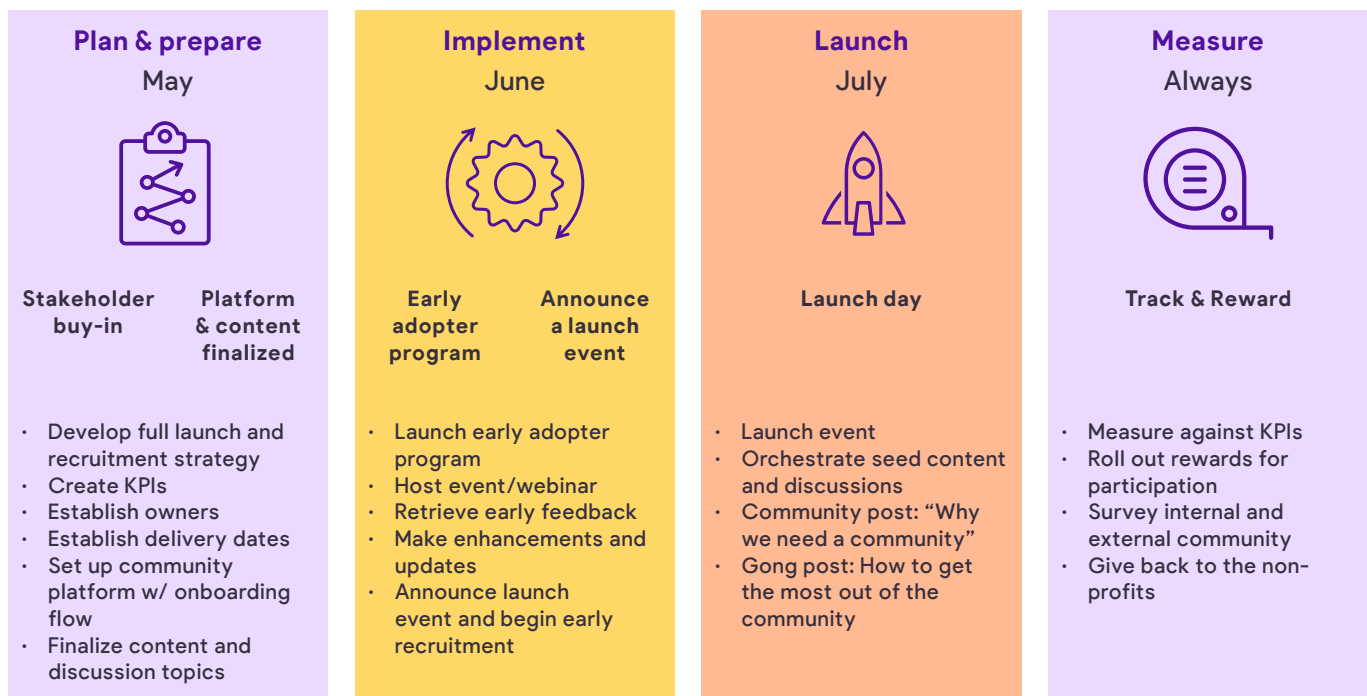 Plan & prepare
May
Stakeholder
buy-in
Platform
& content
finalized
• Develop full launch and
recruitment strategy
• Create KPIs
• Establish owners
• Establish delivery dates
• Set up community
platform w/ onboarding
flow
• Finalize content and
discussion topics
Implement
June
Early
adopter
program
Announce
a launch
event
• Launch early adopter
program
• Host event/webinar
• Retrieve early feedback
• Make enhancements and
updates
• Announce launch
event and begin early
recruitment
Launch
July
Launch day
• Launch event
• Orchestrate seed content
and discussions
• Community post: “Why
we need a community”
• Gong post: How to get
the most out of the
community
Measure
Always
Track & Reward
• Measure against KPIs
• Roll out rewards for
participation
• Survey internal and
external community
• Give back to the non-
profits